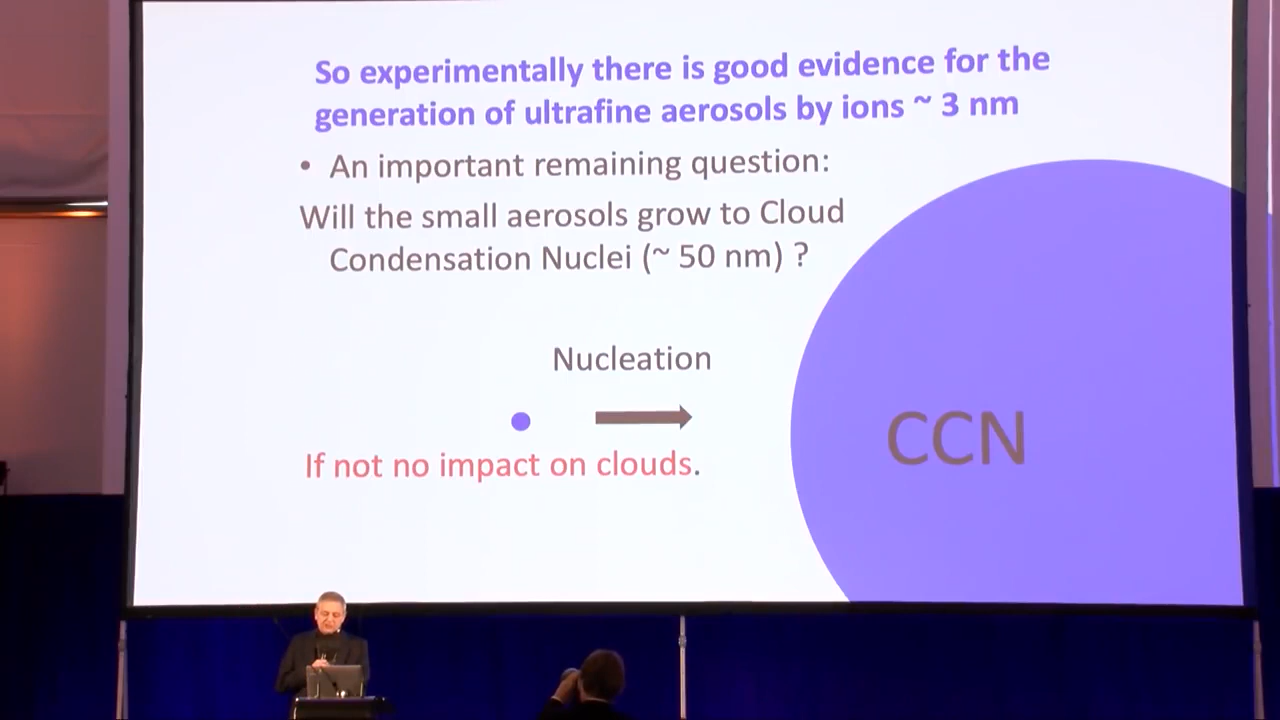 So experimentally there is good evidence for the
generation of ultrafine aerosols by ions ~ 3 nm
• An important remaining question:
Will the small aerosols grow to Cloud
Condensation Nuclei (~ 50 nm) ?
Nucleation
CCN
If not no impact on clouds.